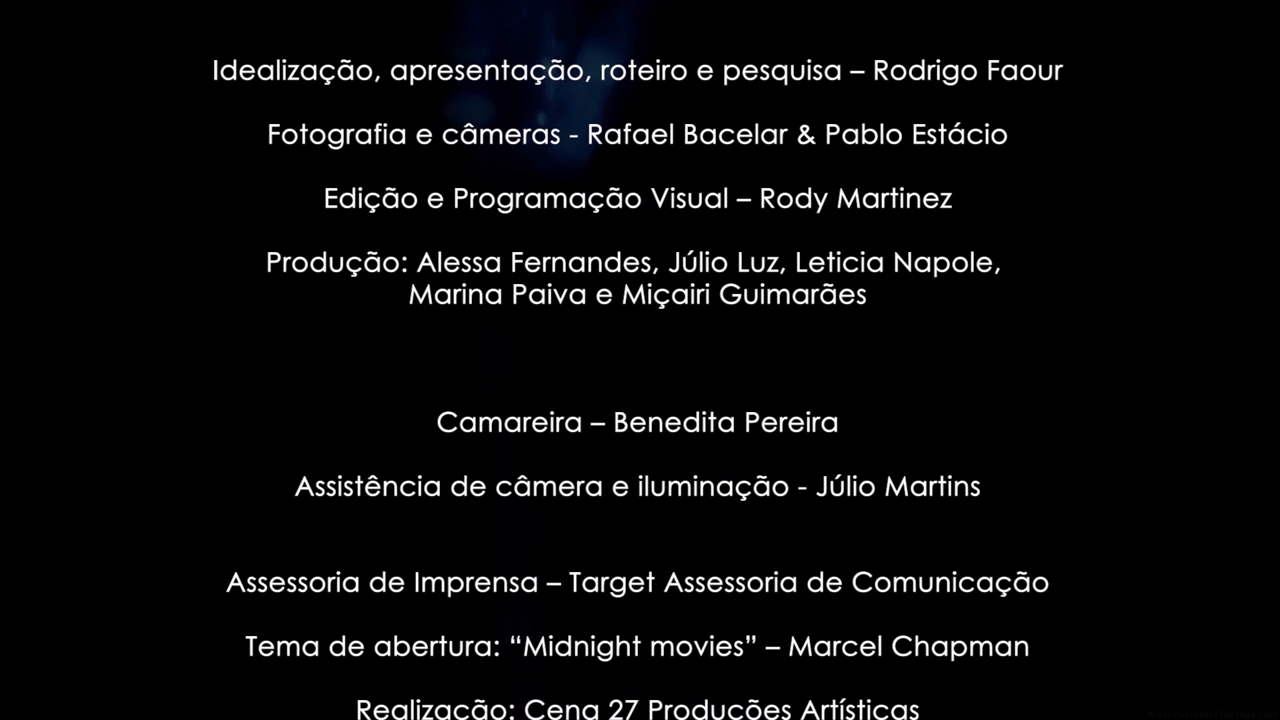 Idealização, apresentação, roteiro e pesquisa – Rodrigo Faour
Fotografia e câmeras - Rafael Bacelar & Pablo Estácio
Edição e Programação Visual – Rody Martinez
Produção: Alessa Fernandes, Júlio Luz, Leticia Napole,
Marina Paiva e Miçairi Guimarães
Camareira – Benedita Pereira
Assistência de câmera e iluminação - Júlio Martins
Assessoria de Imprensa – Target Assessoria de Comunicação
Tema de abertura: “Midnight movies” – Marcel Chapman
Realização: Cena 27 Produções Artísticas